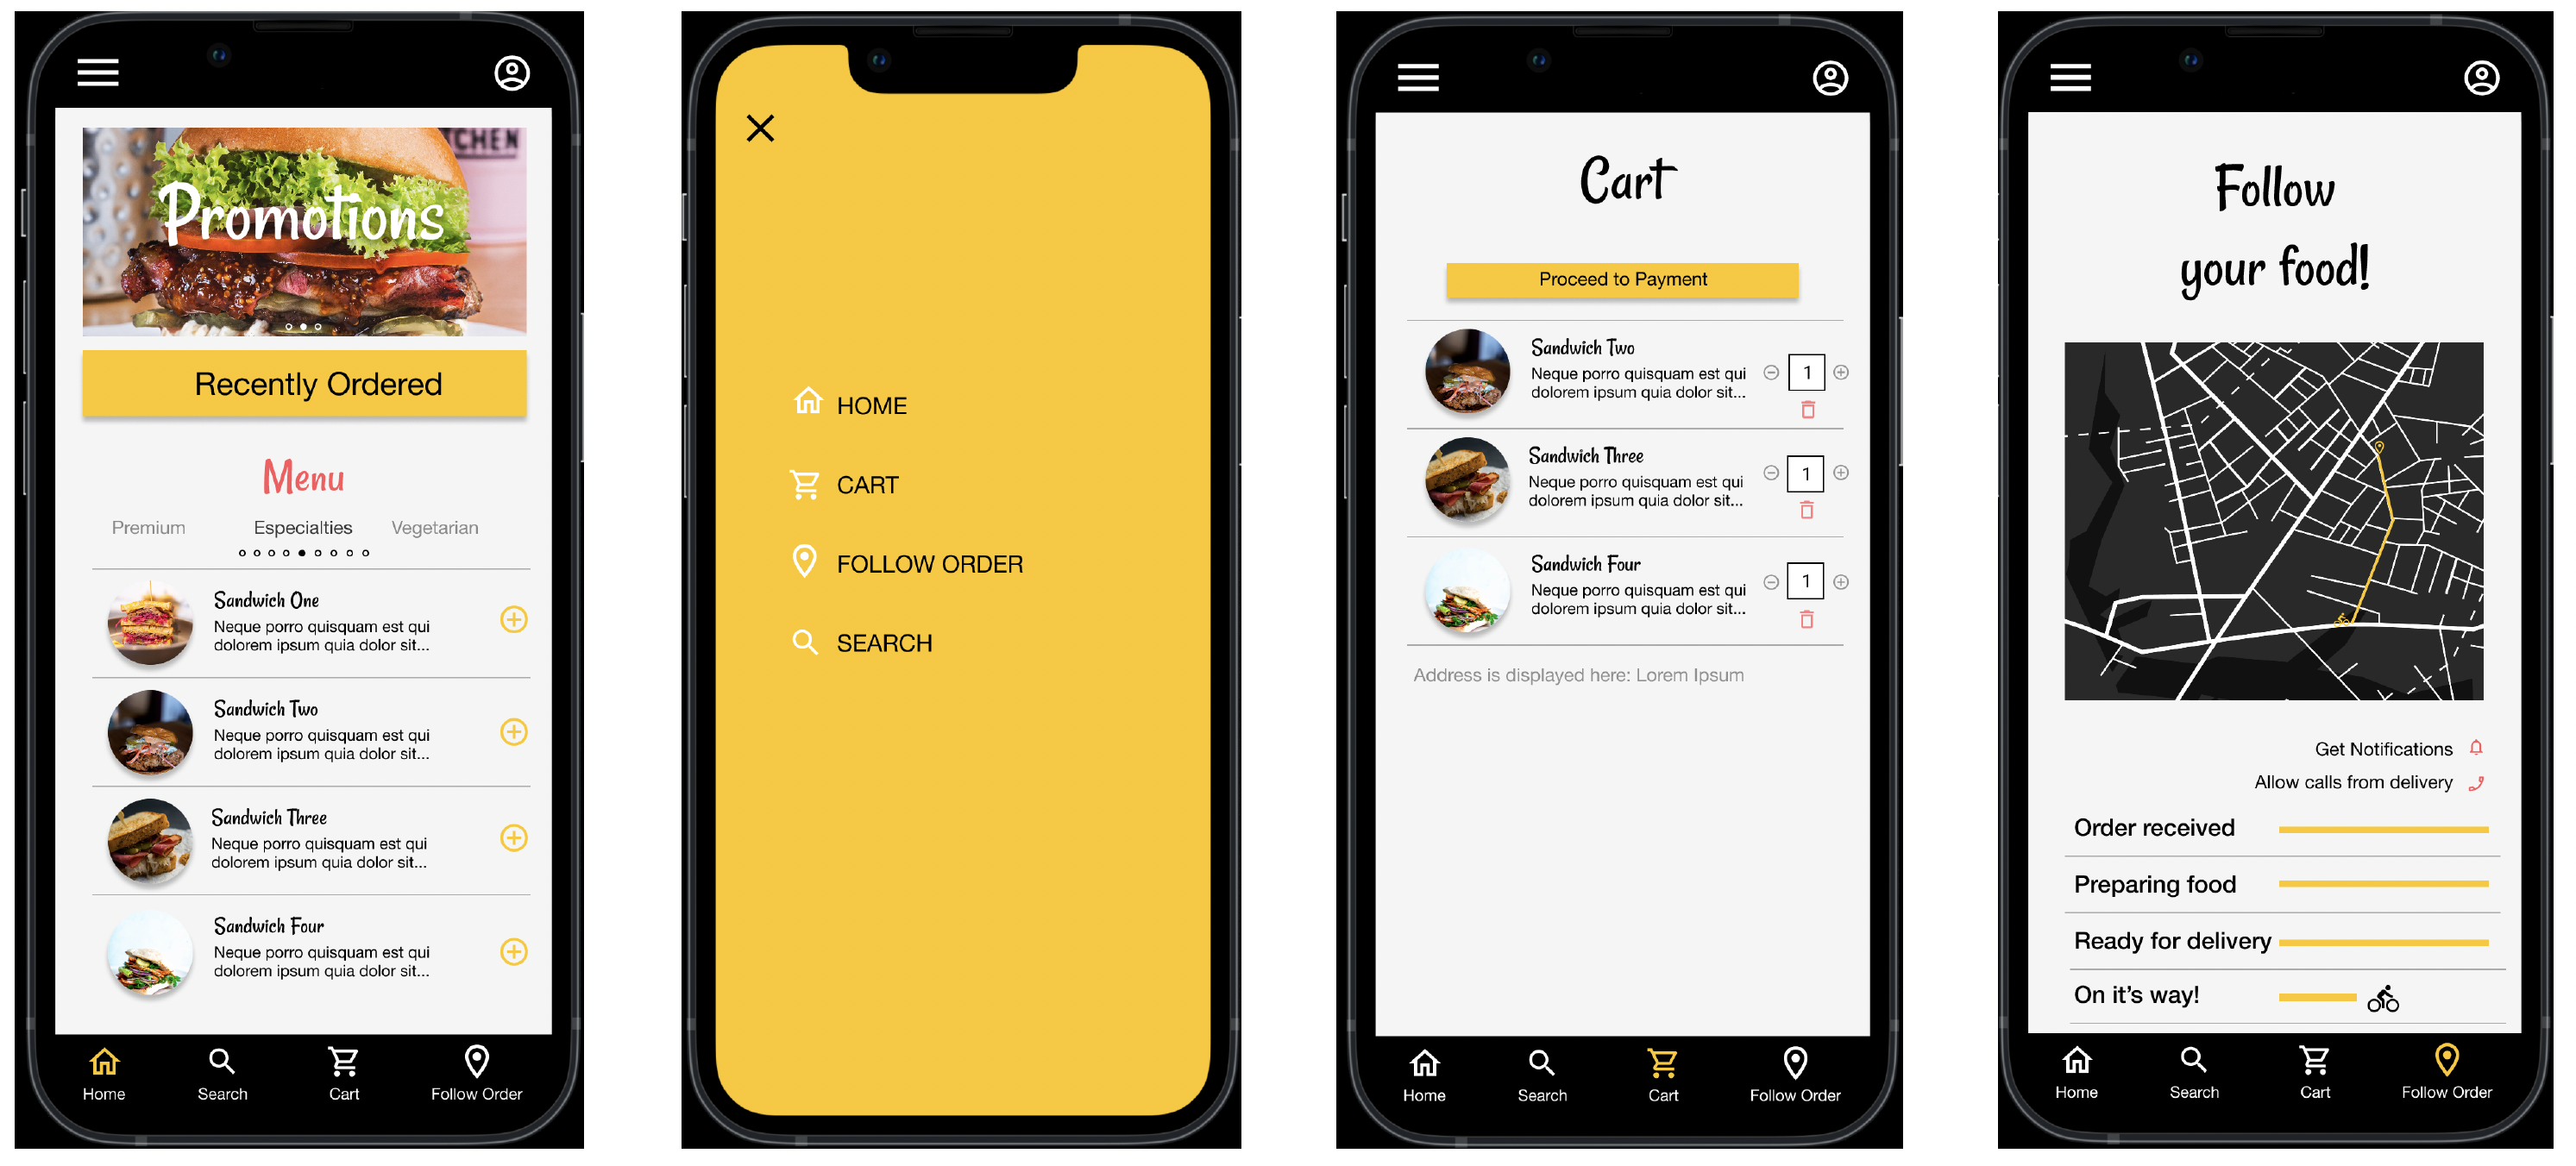 CHEN
Promotions
Recently Ordered
Menu
Premium Especialties Vegetarian
Sandwich One
Neque porro quisquam est qui
dolorem ipsum quia dolor sit...
Sandwich Two
Neque porro quisquam est qui
dolorem ipsum quia dolor sit...
Sandwich Three
Neque porro quisquam est qui
dolorem ipsum quia dolor sit...
Sandwich Four
Neque porro quisquam est qui
dolorem ipsum quia dolor sit...
Home Search Cart Follow Order
HOME
CART
FOLLOW ORDER
SEARCH
Cart
Proceed to Payment
Sandwich Two
Neque porro quisquam est qui
dolorem ipsum quia dolor sit...
1
Sandwich Three
Neque porro quisquam est qui
dolorem ipsum quia dolor sit...
1
Sandwich Four
Neque porro quisquam est qui
dolorem ipsum quia dolor sit...
1
Address is displayed here: Lorem Ipsum
Home Search Cart Follow Order
Follow
your food!
Get Notifications
Allow calls from delivery
Order received
Preparing food
Ready for delivery
On it's way!
Home Search Cart Follow Order